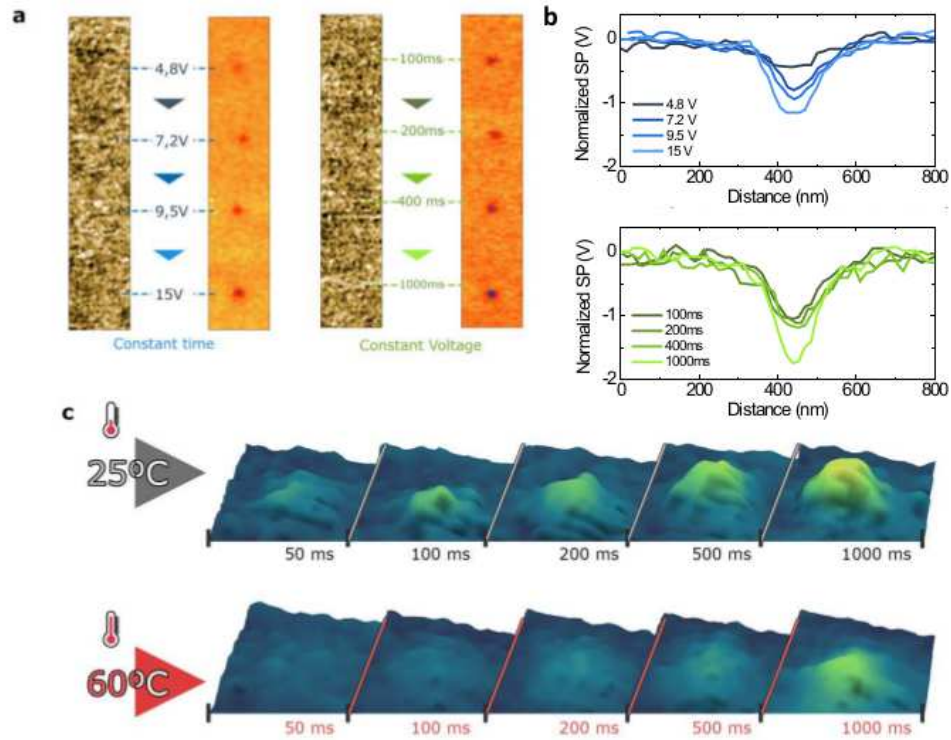 a
4,8V
7,2V
9,5V
15V
Constant time
100ms
200ms
400 ms
1000ms
Constant Voltage
b
Normalized SP (V)
0
-1
-2
4.8 V
7.2 V
9.5 V
15 V
0 200 400 600 800
Distance (nm)
Normalized SP (V)
0
-1
-2
100ms
200ms
400ms
1000ms
0 200 400 600 800
Distance (nm)
c
25ºC
50 ms 100 ms 200 ms 500 ms 1000 ms
60ºC
50 ms 100 ms 200 ms 500 ms 1000 ms